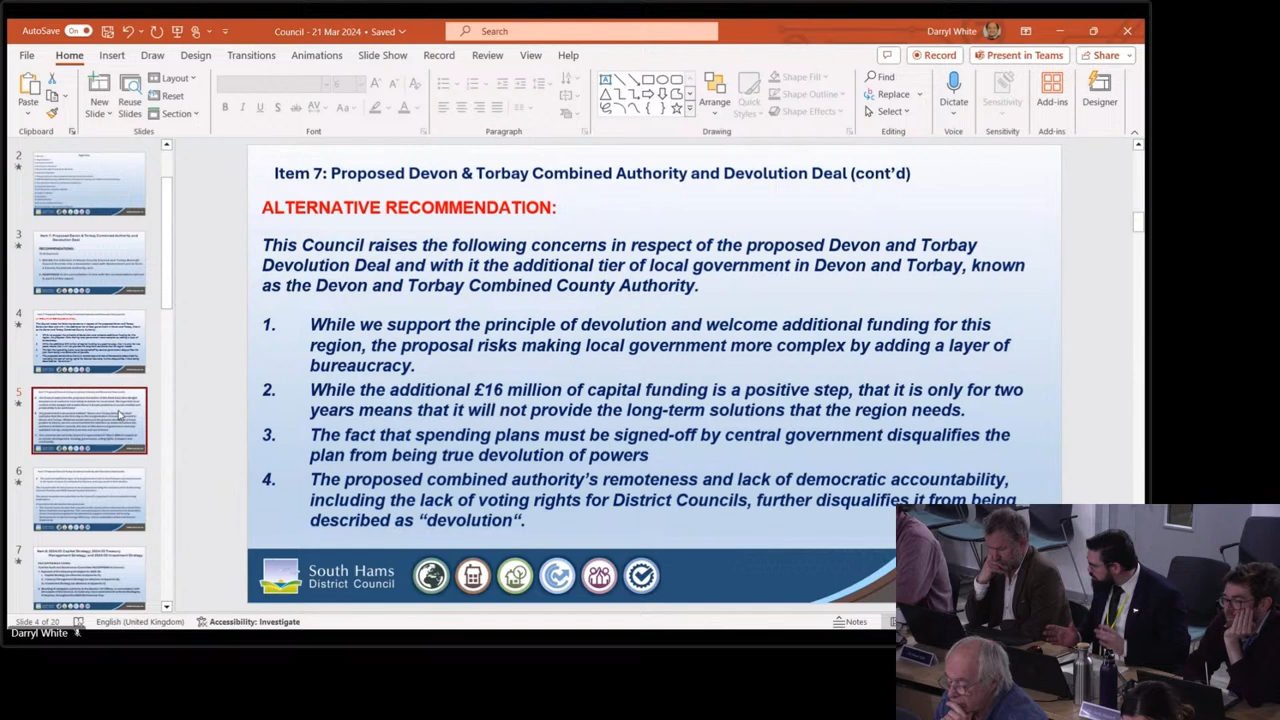 AutoSave On
Council - 21 Mar 2024 • Saved
Search
Darryl White
File Home Insert Draw Design Transitions Animations Slide Show Record Review View Help
Record Present in Teams Share
Paste
New Slide
Reuse Slides
Layout
Reset
Section
Arrange
Quick Styles
Shape Fill
Shape Outline
Shape Effects
Find
Replace
Select
Dictate
Sensitivity
Add-ins
Designer
Clipboard Slides Font Paragraph Drawing Editing Voice Sensitivity Add-ins
2
3
4
5
6
7
Item 7: Proposed Devon & Torbay Combined Authority and Devolution Deal (cont'd)
ALTERNATIVE RECOMMENDATION:
This Council raises the following concerns in respect of the proposed Devon and Torbay
Devolution Deal and with it an additional tier of local government in Devon and Torbay, known
as the Devon and Torbay Combined County Authority.
1. While we support the principle of devolution and welcome additional funding for this
region, the proposal risks making local government more complex by adding a layer of
bureaucracy.
2. While the additional £16 million of capital funding is a positive step, that it is only for two
years means that it will not provide the long-term solutions that the region needs.
3. The fact that spending plans must be signed-off by central government disqualifies the
plan from being true devolution of powers
4. The proposed combined authority's remoteness and lack of democratic accountability,
including the lack of voting rights for District Councils, further disqualifies it from being
described as "devolution".
South Hams
District Council
Slide 4 of 20 English (United Kingdom) Accessibility: Investigate Notes
Darryl White